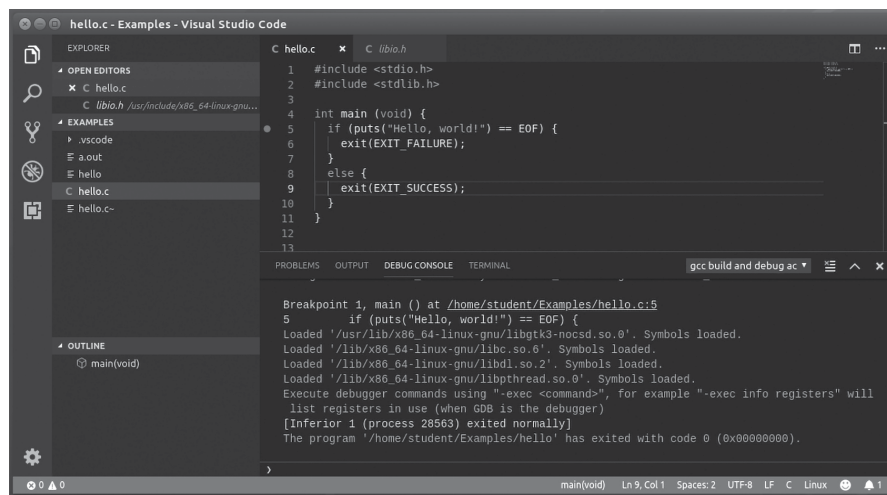 hello.c - Examples - Visual Studio Code
EXPLORER
OPEN EDITORS
C hello.c
C libio.h /usr/include/x86_64-linux-gnu...
EXAMPLES
.vscode
a.out
hello
C hello.c
hello.c~
OUTLINE
main(void)
C hello.c
C libio.h
1 #include <stdio.h>
2 #include <stdlib.h>
3
4 int main (void) {
5 if (puts("Hello, world!") == EOF) {
6 exit(EXIT_FAILURE);
7 }
8 else {
9 exit(EXIT_SUCCESS);
10 }
11 }
12
13
PROBLEMS OUTPUT DEBUG CONSOLE TERMINAL gcc build and debug ac
Breakpoint 1, main () at /home/student/Examples/hello.c:5
5 if (puts("Hello, world!") == EOF) {
Loaded '/usr/lib/x86_64-linux-gnu/libgtk3-nocsd.so.0'. Symbols loaded.
Loaded '/lib/x86_64-linux-gnu/libc.so.6'. Symbols loaded.
Loaded '/lib/x86_64-linux-gnu/libdl.so.2'. Symbols loaded.
Loaded '/lib/x86_64-linux-gnu/libpthread.so.0'. Symbols loaded.
Execute debugger commands using "-exec <command>", for example "-exec info registers" will
list registers in use (when GDB is the debugger)
[Inferior 1 (process 28563) exited normally]
The program '/home/student/Examples/hello' has exited with code 0 (0x00000000).
0 0 main(void) Ln 9, Col 1 Spaces: 2 UTF-8 LF C Linux 1